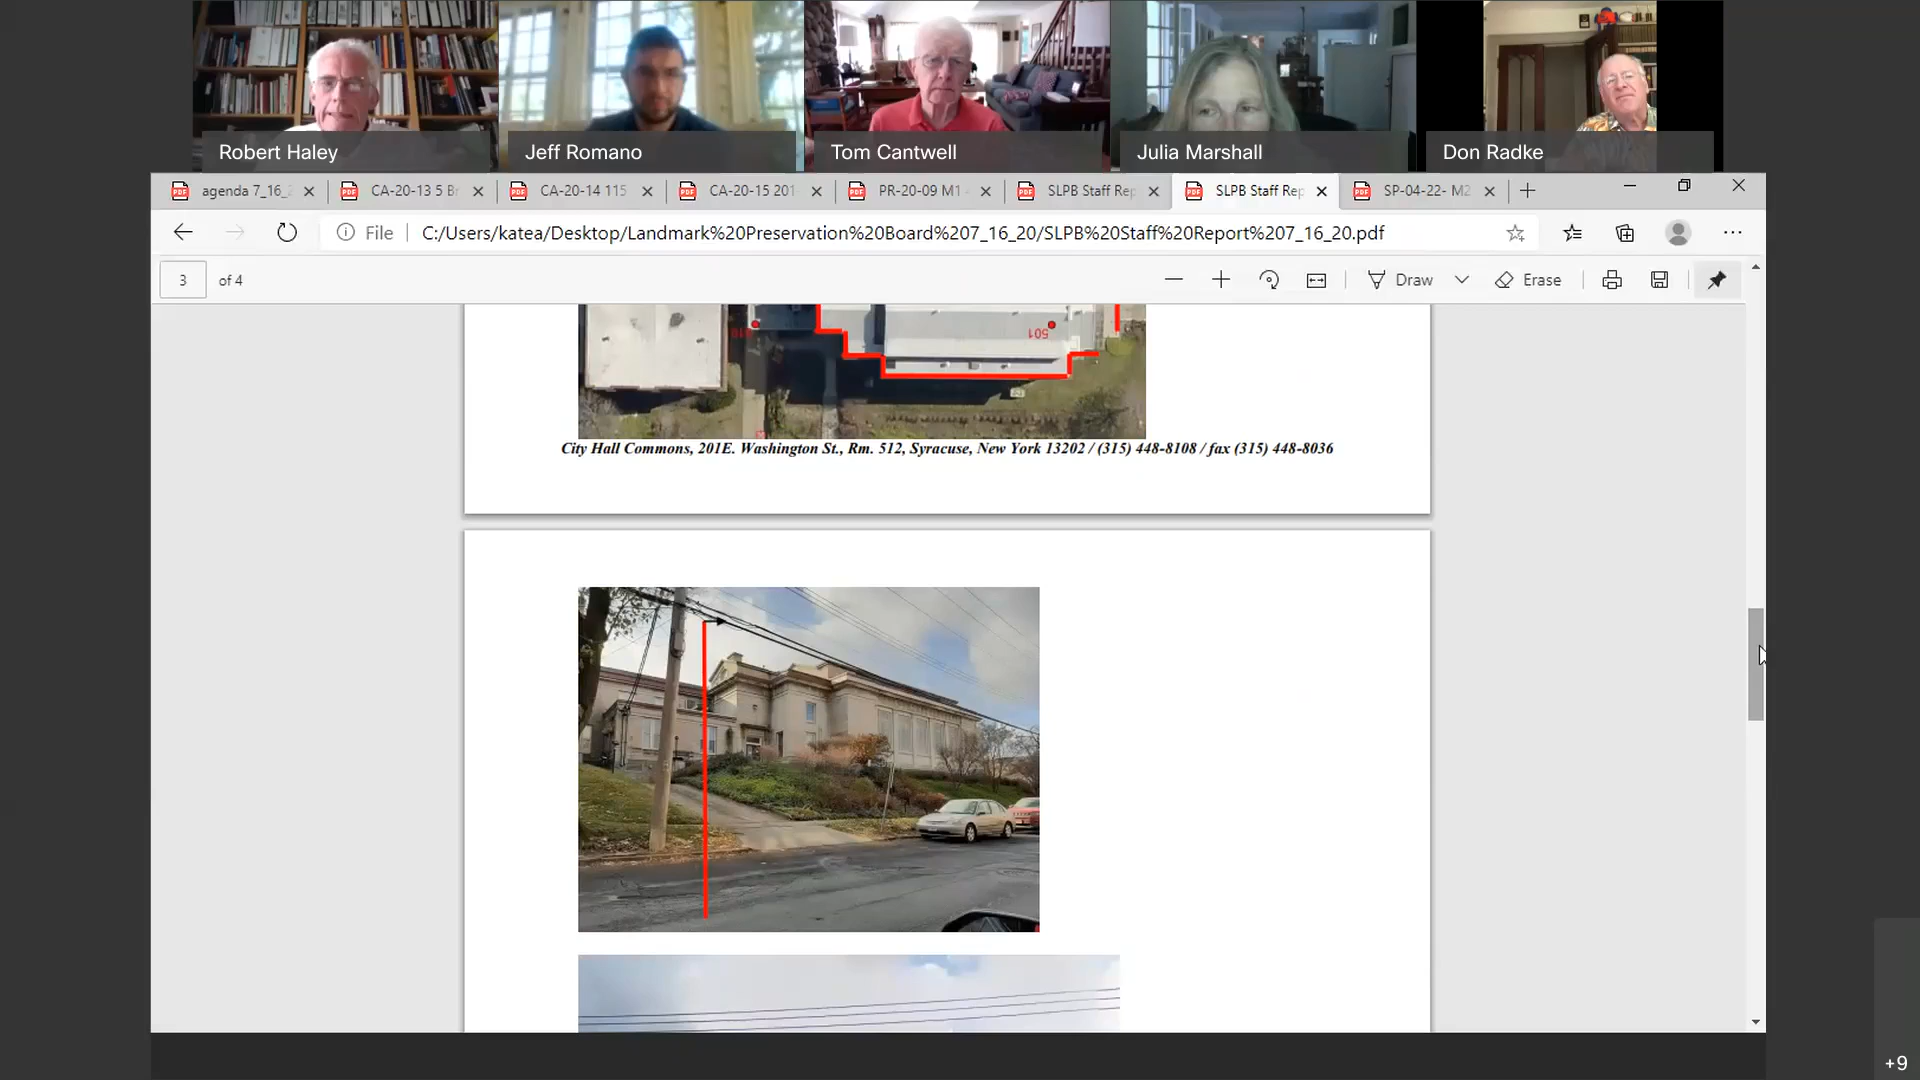 Robert Haley
Jeff Romano
Tom Cantwell
Julia Marshall
Don Radke
agenda 7_16_
CA-20-13 5 B
CA-20-14 115
CA-20-15 201
PR-20-09 M1
SLPB Staff Rep
SLPB Staff Rep
SP-04-22- M2
File
C:/Users/katea/Desktop/Landmark%20Preservation%20Board%207_16_20/SLPB%20Staff%20Report%207_16_20.pdf
3 of 4
Draw
Erase
501
City Hall Commons, 201E. Washington St., Rm. 512, Syracuse, New York 13202 / (315) 448-8108 / fax (315) 448-8036
+9